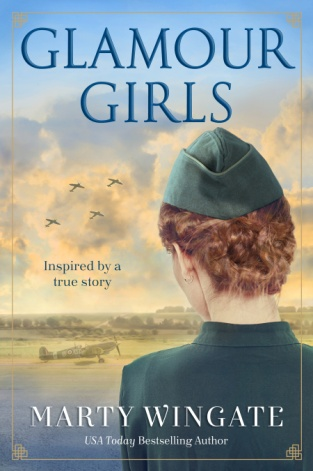 GLAMOUR
GIRLS
Inspired by a
true story
MARTY WINGATE
USA Today Bestselling Author